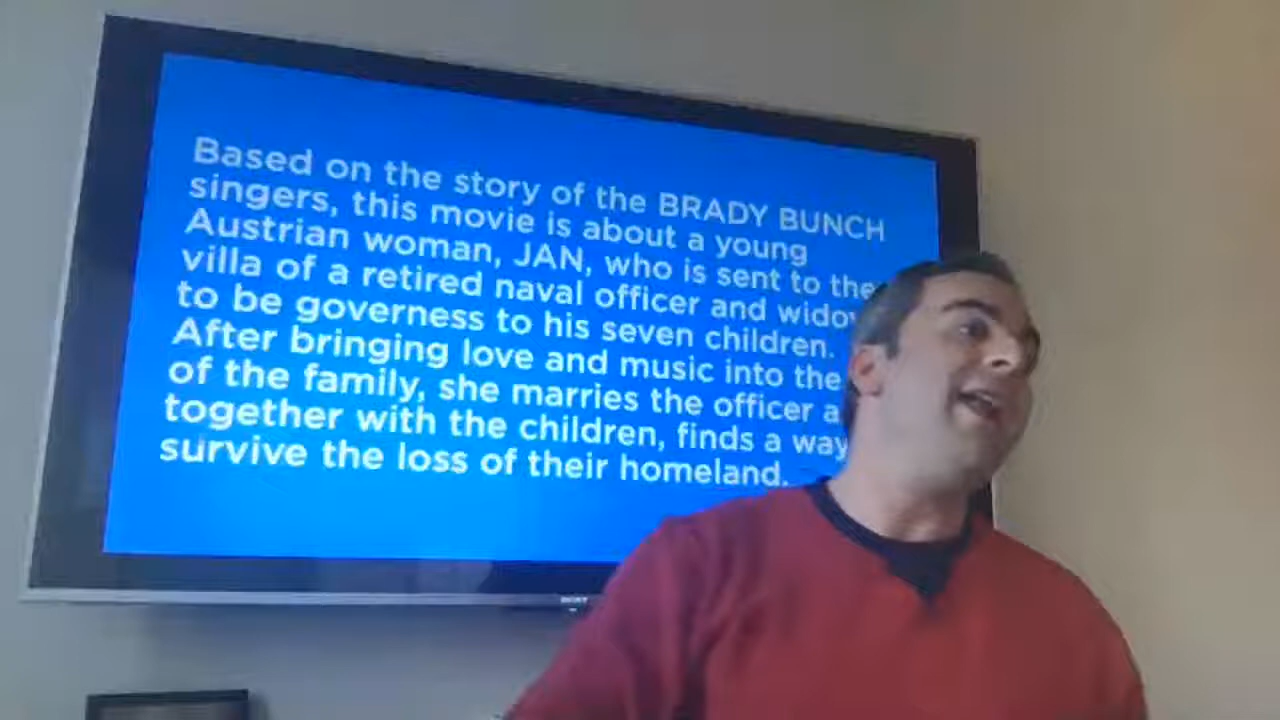 Based on the story of the BRADY BUNCH
singers, this movie is about a young
Austrian woman, JAN, who is sent to the
villa of a retired naval officer and
to be governess to his seven children.
After bringing love and music into the
of the family, she marries the officer
together with the children, finds a way
survive the loss of their homeland.
SONY